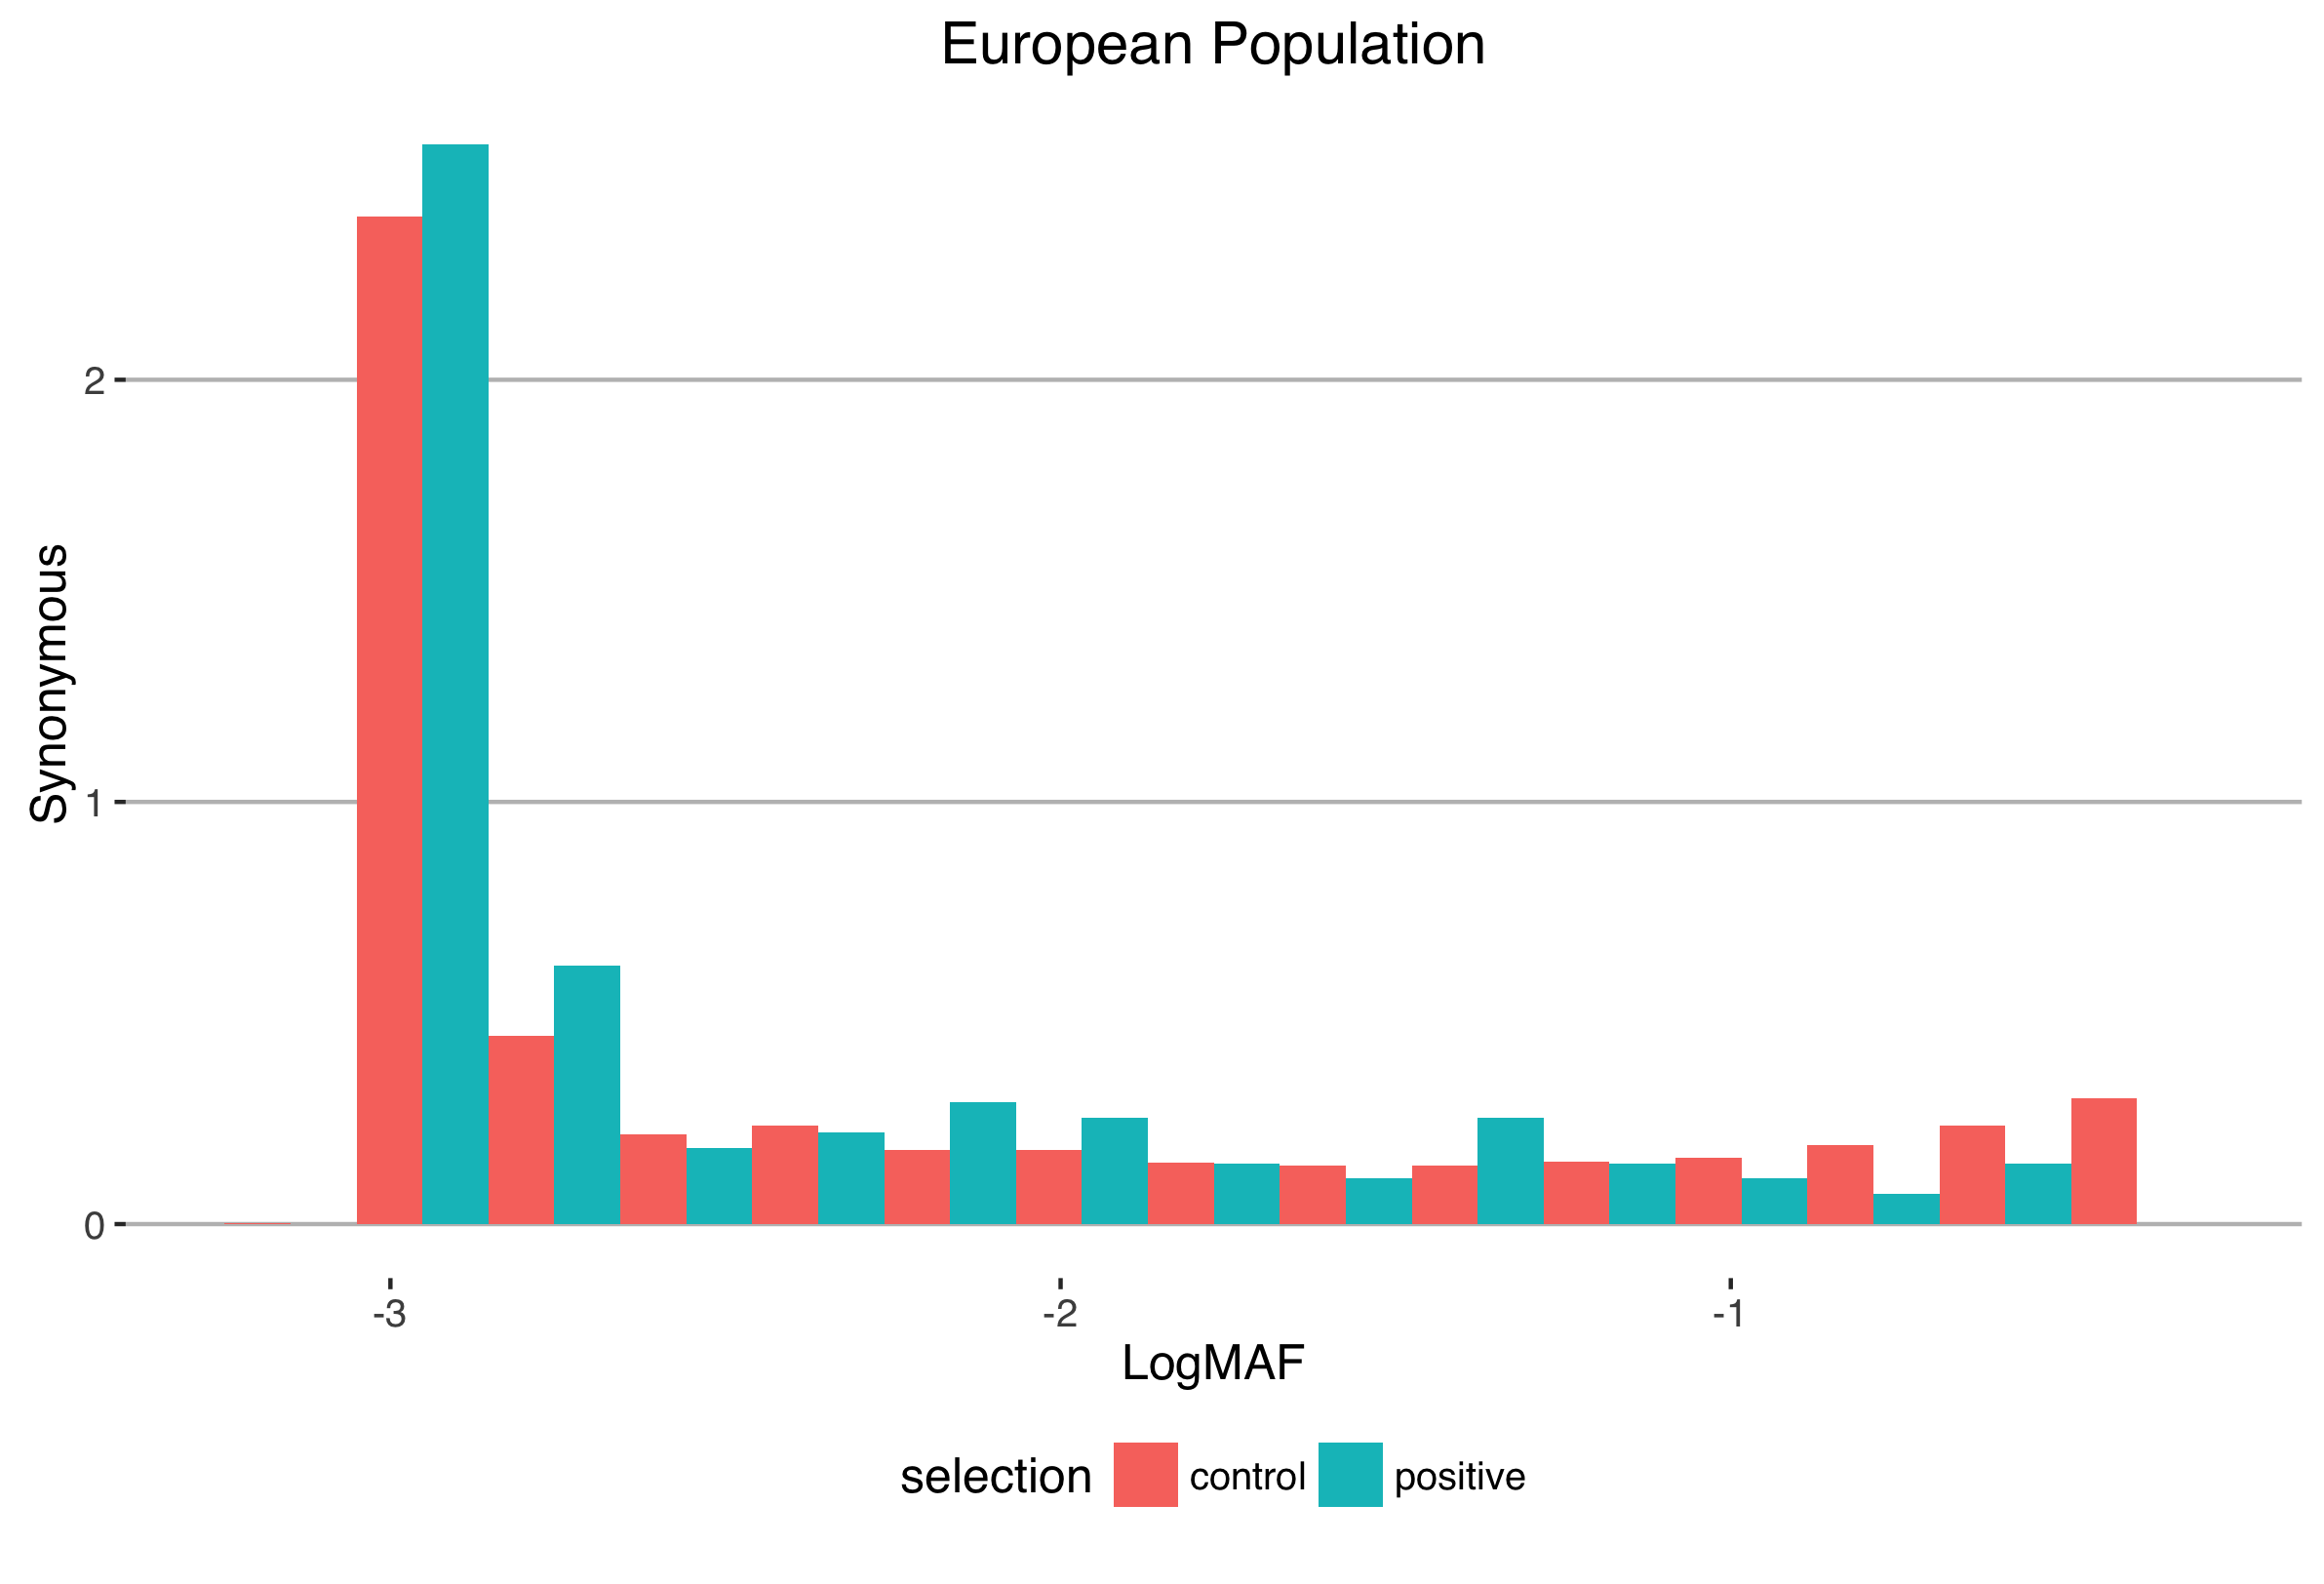 European Population
Synonymous
2
1
0
-3 -2 -1
LogMAF
selection control positive